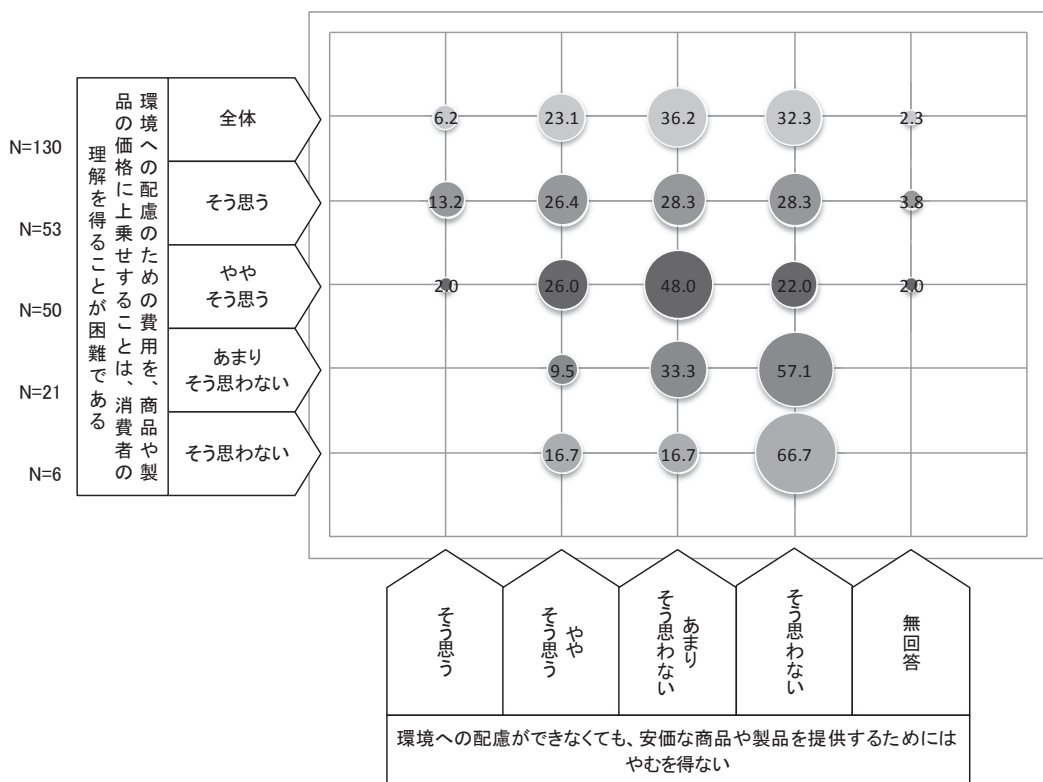 環境への配慮のための費用を、商品や製
品の価格に上乗せすることは、消費者の
理解を得ることが困難である
N=130
全体
6.2
23.1
36.2
32.3
2.3
N=53
そう思う
13.2
26.4
28.3
28.3
3.8
N=50
やや
そう思う
2.0
26.0
48.0
22.0
2.0
N=21
あまり
そう思わない
9.5
33.3
57.1
N=6
そう思わない
16.7
16.7
66.7
そう思う
やや
そう思う
あまり
そう思わない
そう思わない
無回答
環境への配慮ができなくても、安価な商品や製品を提供するためには
やむを得ない